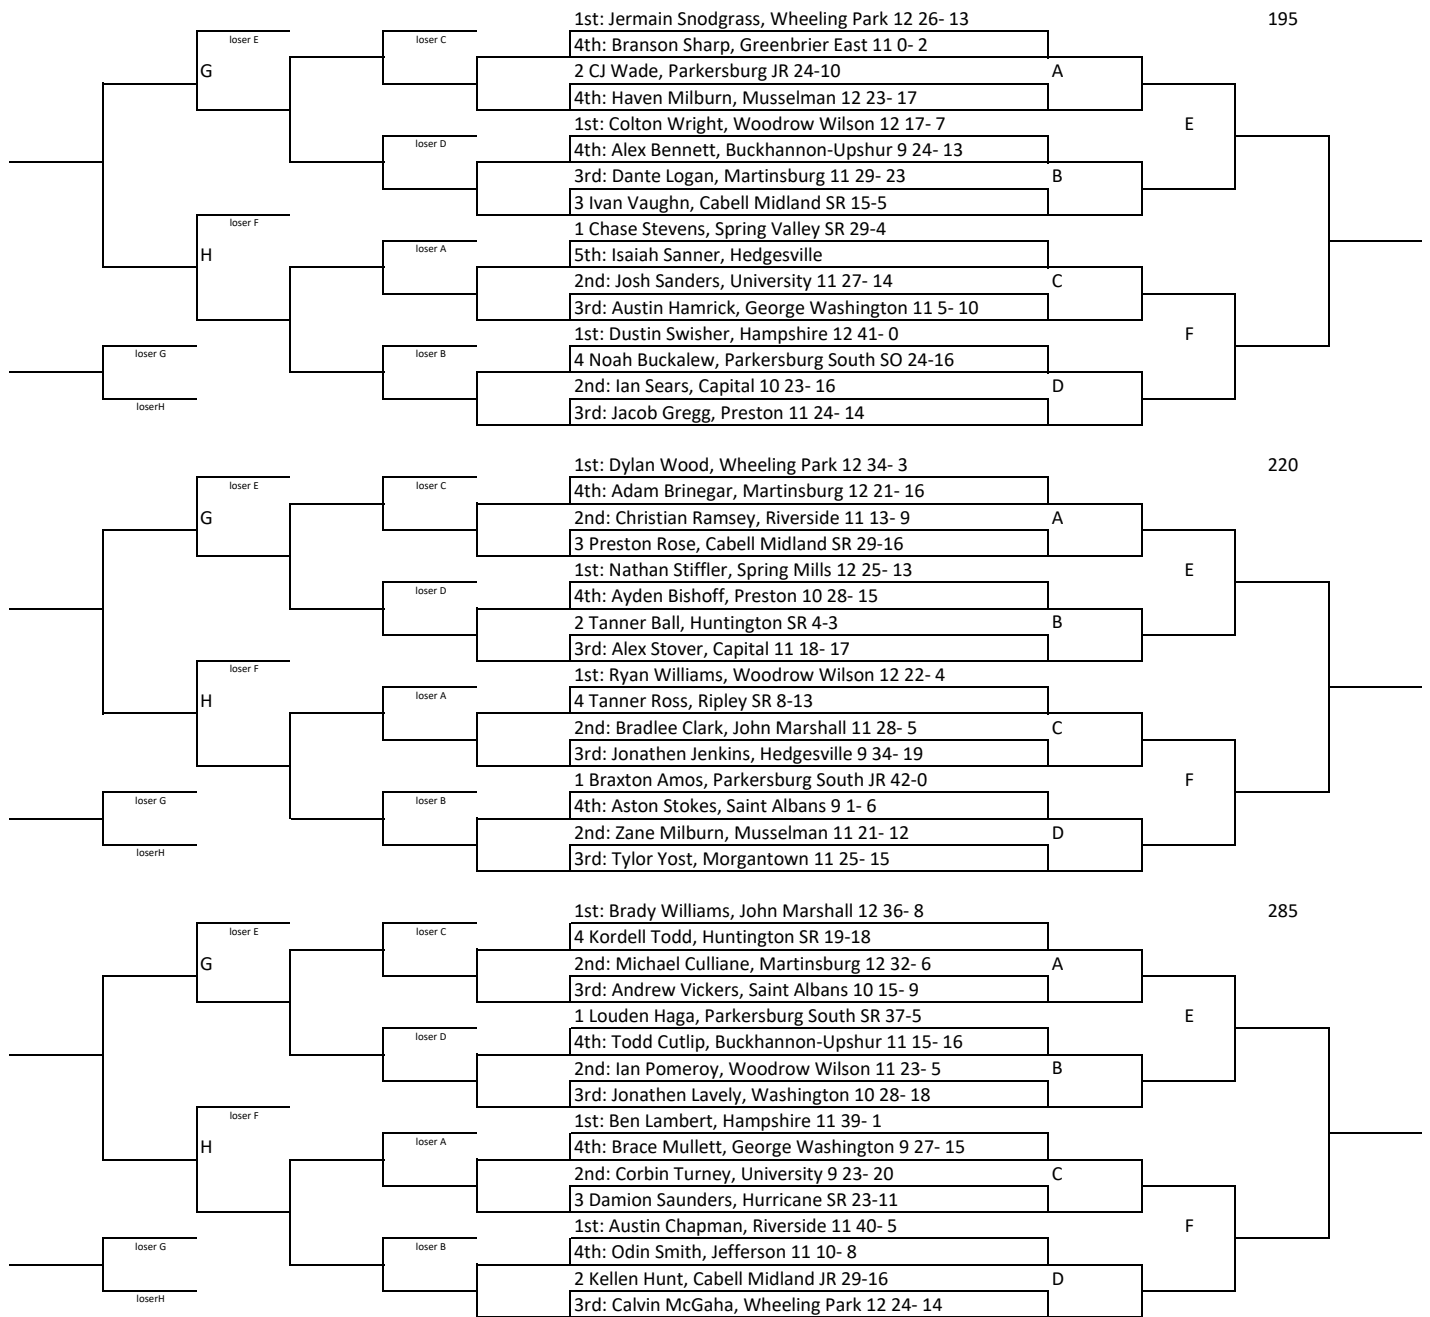 1st: Jermain Snodgrass, Wheeling Park 12 26- 13
195
loser E
loser C
4th: Branson Sharp, Greenbrier East 11 0- 2
G
2 CJ Wade, Parkersburg JR 24-10
A
4th: Haven Milburn, Musselman 12 23- 17
1st: Colton Wright, Woodrow Wilson 12 17- 7
E
loser D
4th: Alex Bennett, Buckhannon-Upshur 9 24- 13
3rd: Dante Logan, Martinsburg 11 29- 23
B
3 Ivan Vaughn, Cabell Midland SR 15-5
loser F
1 Chase Stevens, Spring Valley SR 29-4
H
loser A
5th: Isaiah Sanner, Hedgesville
2nd: Josh Sanders, University 11 27- 14
C
3rd: Austin Hamrick, George Washington 11 5- 10
1st: Dustin Swisher, Hampshire 12 41- 0
F
loser G
loser B
4 Noah Buckalew, Parkersburg South SO 24-16
2nd: Ian Sears, Capital 10 23- 16
D
loserH
3rd: Jacob Gregg, Preston 11 24- 14
1st: Dylan Wood, Wheeling Park 12 34- 3
220
loser E
loser C
4th: Adam Brinegar, Martinsburg 12 21- 16
G
2nd: Christian Ramsey, Riverside 11 13- 9
A
3 Preston Rose, Cabell Midland SR 29-16
1st: Nathan Stiffler, Spring Mills 12 25- 13
E
loser D
4th: Ayden Bishoff, Preston 10 28- 15
2 Tanner Ball, Huntington SR 4-3
B
3rd: Alex Stover, Capital 11 18- 17
loser F
1st: Ryan Williams, Woodrow Wilson 12 22- 4
H
loser A
4 Tanner Ross, Ripley SR 8-13
2nd: Bradlee Clark, John Marshall 11 28- 5
C
3rd: Jonathen Jenkins, Hedgesville 9 34- 19
1 Braxton Amos, Parkersburg South JR 42-0
F
loser G
loser B
4th: Aston Stokes, Saint Albans 9 1- 6
2nd: Zane Milburn, Musselman 11 21- 12
D
loserH
3rd: Tylor Yost, Morgantown 11 25- 15
1st: Brady Williams, John Marshall 12 36- 8
285
loser E
loser C
4 Kordell Todd, Huntington SR 19-18
G
2nd: Michael Culliane, Martinsburg 12 32- 6
A
3rd: Andrew Vickers, Saint Albans 10 15- 9
1 Louden Haga, Parkersburg South SR 37-5
E
loser D
4th: Todd Cutlip, Buckhannon-Upshur 11 15- 16
2nd: Ian Pomeroy, Woodrow Wilson 11 23- 5
B
3rd: Jonathen Lavely, Washington 10 28- 18
loser F
1st: Ben Lambert, Hampshire 11 39- 1
H
loser A
4th: Brace Mullett, George Washington 9 27- 15
2nd: Corbin Turney, University 9 23- 20
C
3 Damion Saunders, Hurricane SR 23-11
1st: Austin Chapman, Riverside 11 40- 5
F
loser G
loser B
4th: Odin Smith, Jefferson 11 10- 8
2 Kellen Hunt, Cabell Midland JR 29-16
D
loserH
3rd: Calvin McGaha, Wheeling Park 12 24- 14